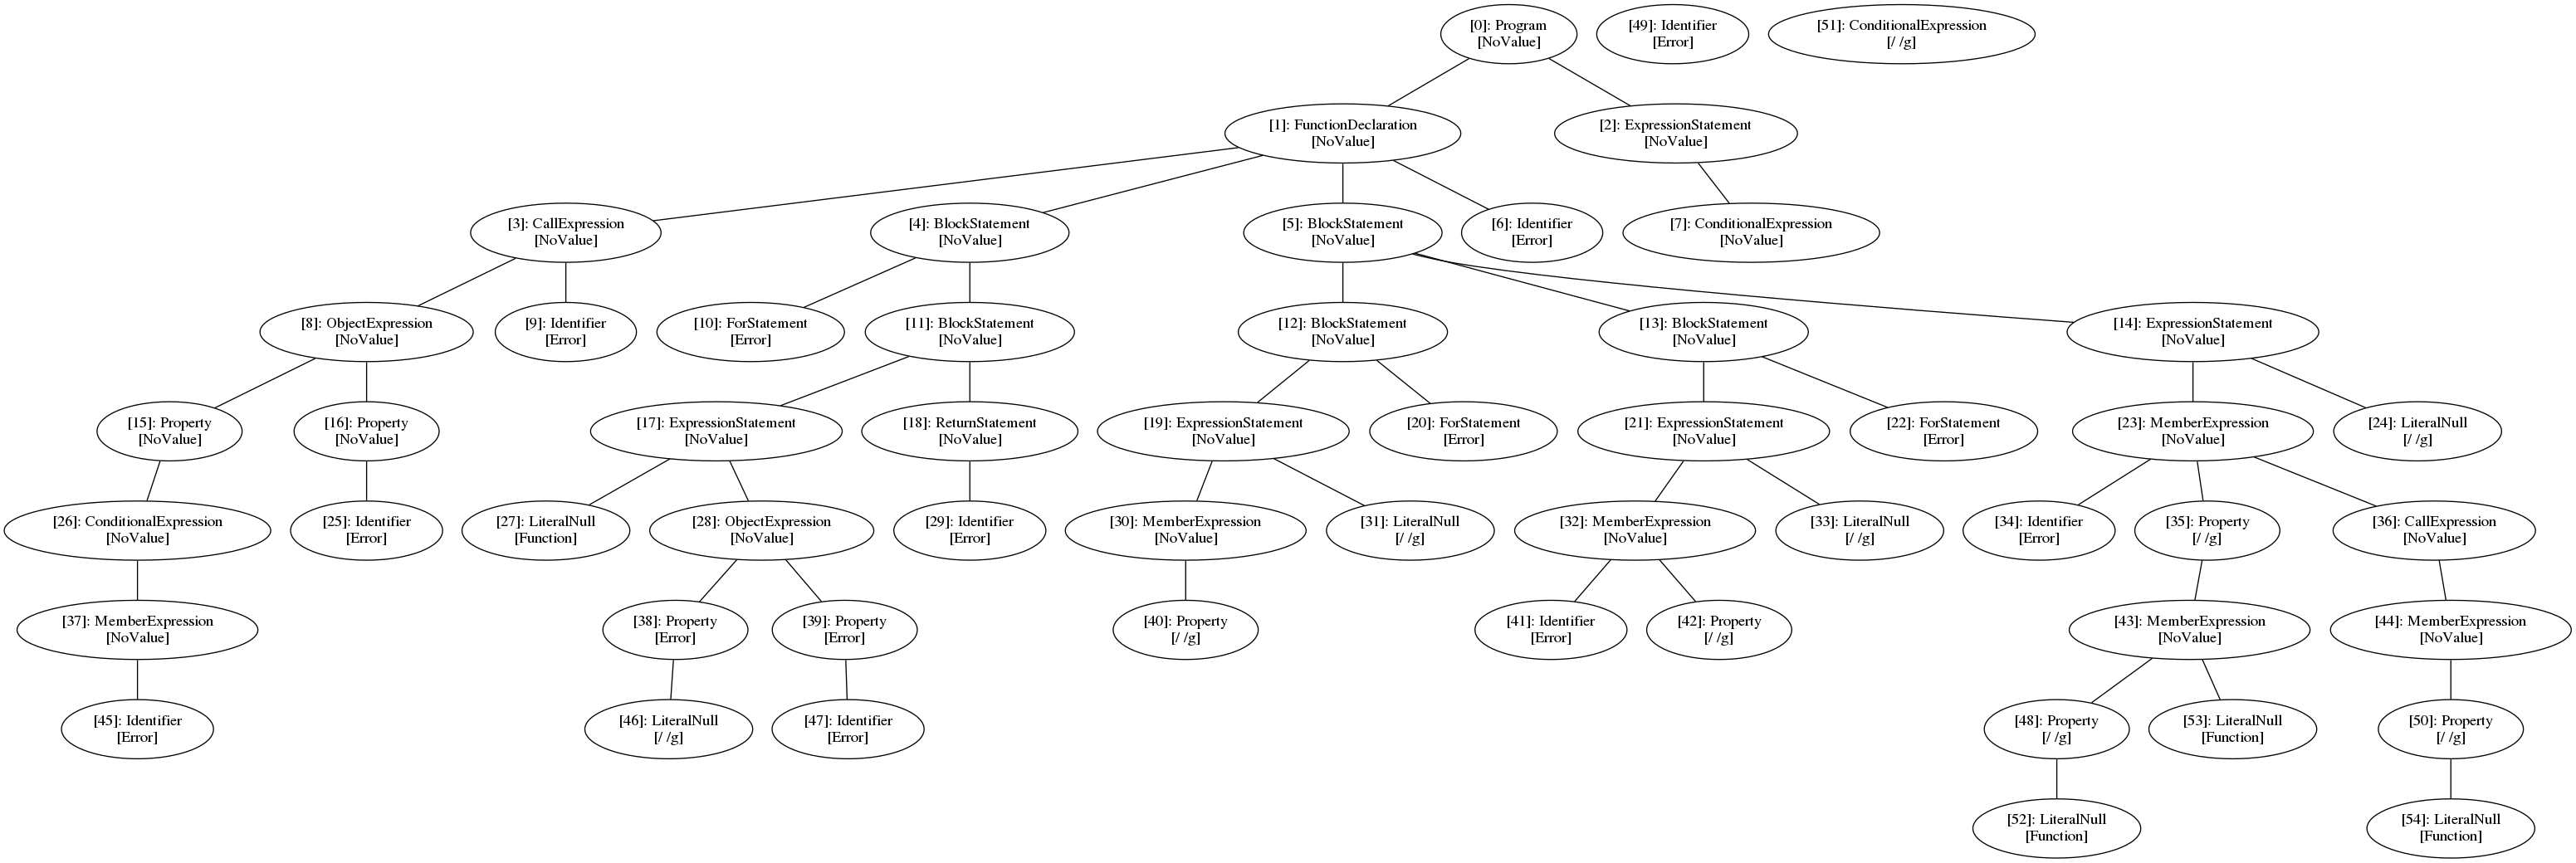 [0]: Program
[NoValue]
[49]: Identifier
[Error]
[51]: ConditionalExpression
[/ /g]
[1]: FunctionDeclaration
[NoValue]
[2]: ExpressionStatement
[NoValue]
[3]: CallExpression
[NoValue]
[4]: BlockStatement
[NoValue]
[5]: BlockStatement
[NoValue]
[6]: Identifier
[Error]
[7]: ConditionalExpression
[NoValue]
[8]: ObjectExpression
[NoValue]
[9]: Identifier
[Error]
[10]: ForStatement
[Error]
[11]: BlockStatement
[NoValue]
[12]: BlockStatement
[NoValue]
[13]: BlockStatement
[NoValue]
[14]: ExpressionStatement
[NoValue]
[15]: Property
[NoValue]
[16]: Property
[NoValue]
[17]: ExpressionStatement
[NoValue]
[18]: ReturnStatement
[NoValue]
[19]: ExpressionStatement
[NoValue]
[20]: ForStatement
[Error]
[21]: ExpressionStatement
[NoValue]
[22]: ForStatement
[Error]
[23]: MemberExpression
[NoValue]
[24]: LiteralNull
[/ /g]
[26]: ConditionalExpression
[NoValue]
[25]: Identifier
[Error]
[27]: LiteralNull
[Function]
[28]: ObjectExpression
[NoValue]
[29]: Identifier
[Error]
[30]: MemberExpression
[NoValue]
[31]: LiteralNull
[/ /g]
[32]: MemberExpression
[NoValue]
[33]: LiteralNull
[/ /g]
[34]: Identifier
[Error]
[35]: Property
[/ /g]
[36]: CallExpression
[NoValue]
[37]: MemberExpression
[NoValue]
[38]: Property
[Error]
[39]: Property
[Error]
[40]: Property
[/ /g]
[41]: Identifier
[Error]
[42]: Property
[/ /g]
[43]: MemberExpression
[NoValue]
[44]: MemberExpression
[NoValue]
[45]: Identifier
[Error]
[46]: LiteralNull
[/ /g]
[47]: Identifier
[Error]
[48]: Property
[/ /g]
[53]: LiteralNull
[Function]
[50]: Property
[/ /g]
[52]: LiteralNull
[Function]
[54]: LiteralNull
[Function]